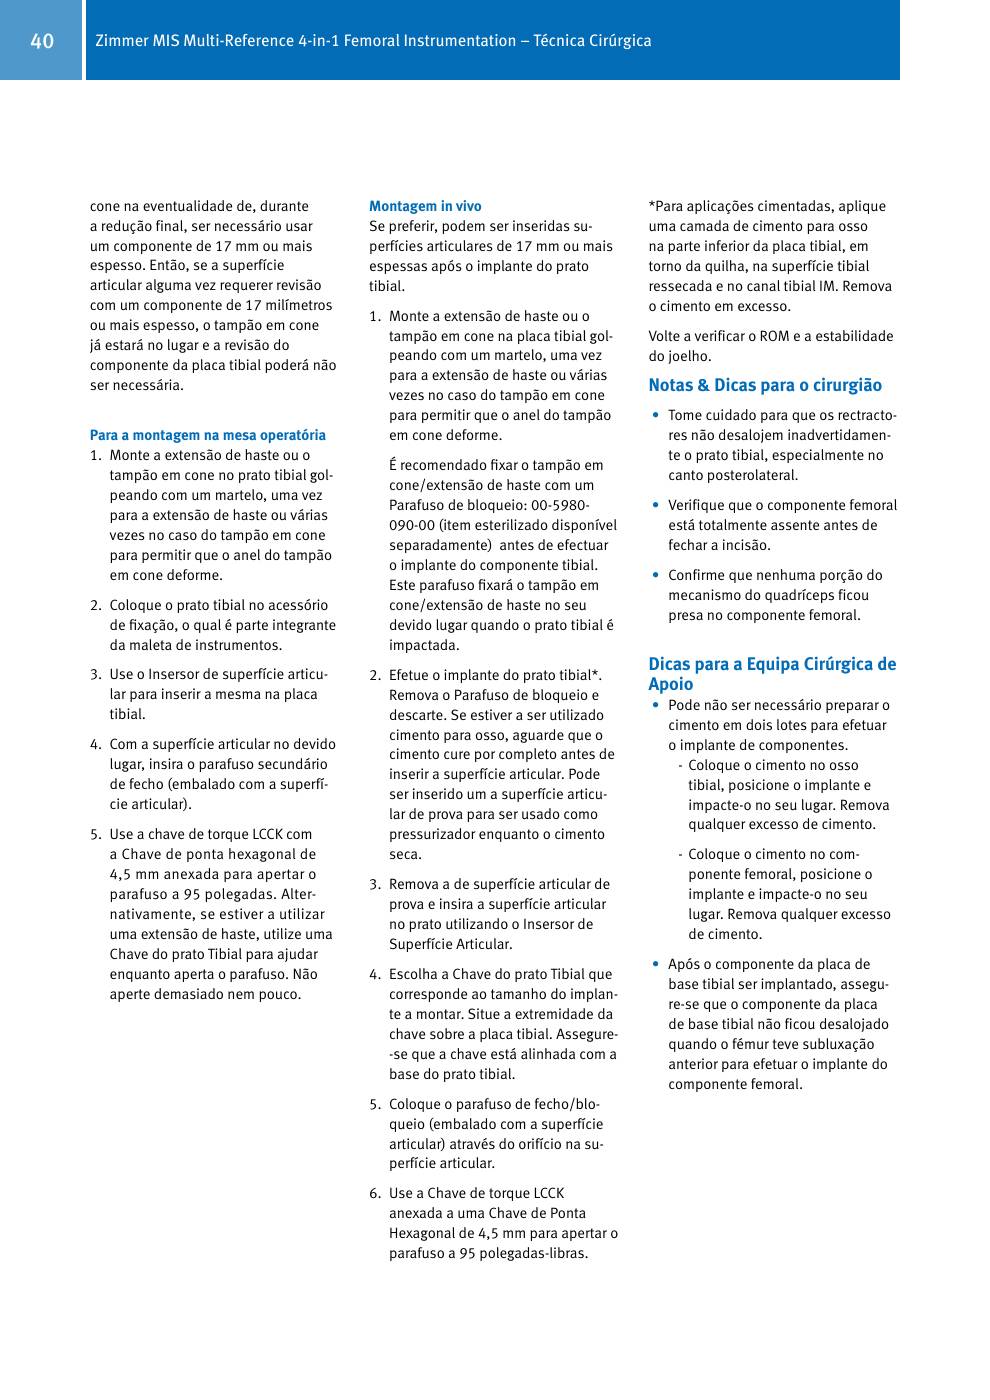 40
Zimmer MIS Multi-Reference 4-in-1 Femoral Instrumentation – Técnica Cirúrgica
cone na eventualidade de, durante
a redução final, ser necessário usar
um componente de 17 mm ou mais
espesso. Então, se a superfície
articular alguma vez requerer revisão
com um componente de 17 milímetros
ou mais espesso, o tampão em cone
já estará no lugar e a revisão do
componente da placa tibial poderá não
ser necessária.
Para a montagem na mesa operatória
1. Monte a extensão de haste ou o
tampão em cone no prato tibial gol-
peando com um martelo, uma vez
para a extensão de haste ou várias
vezes no caso do tampão em cone
para permitir que o anel do tampão
em cone deforme.
2. Coloque o prato tibial no acessório
de fixação, o qual é parte integrante
da maleta de instrumentos.
3. Use o Insersor de superfície articu-
lar para inserir a mesma na placa
tibial.
4. Com a superfície articular no devido
lugar, insira o parafuso secundário
de fecho (embalado com a superfí-
cie articular).
5. Use a chave de torque LCCK com
a Chave de ponta hexagonal de
4,5 mm anexada para apertar o
parafuso a 95 polegadas. Alter-
nativamente, se estiver a utilizar
uma extensão de haste, utilize uma
Chave do prato Tibial para ajudar
enquanto aperta o parafuso. Não
aperte demasiado nem pouco.
Montagem in vivo
Se preferir, podem ser inseridas su-
perfícies articulares de 17 mm ou mais
espessas após o implante do prato
tibial.
1. Monte a extensão de haste ou o
tampão em cone na placa tibial gol-
peando com um martelo, uma vez
para a extensão de haste ou várias
vezes no caso do tampão em cone
para permitir que o anel do tampão
em cone deforme.
É recomendado fixar o tampão em
cone/extensão de haste com um
Parafuso de bloqueio: 00-5980-
090-00 (item esterilizado disponível
separadamente)  antes de efectuar
o implante do componente tibial.
Este parafuso fixará o tampão em
cone/extensão de haste no seu
devido lugar quando o prato tibial é
impactada.
2. Efetue o implante do prato tibial*.
Remova o Parafuso de bloqueio e
descarte. Se estiver a ser utilizado
cimento para osso, aguarde que o
cimento cure por completo antes de
inserir a superfície articular. Pode
ser inserido um a superfície articu-
lar de prova para ser usado como
pressurizador enquanto o cimento
seca.
3. Remova a de superfície articular de
prova e insira a superfície articular
no prato utilizando o Insersor de
Superfície Articular.
4. Escolha a Chave do prato Tibial que
corresponde ao tamanho do implan-
te a montar. Situe a extremidade da
chave sobre a placa tibial. Assegure-
-se que a chave está alinhada com a
base do prato tibial.
5. Coloque o parafuso de fecho/blo-
queio (embalado com a superfície
articular) através do orifício na su-
perfície articular.
6. Use a Chave de torque LCCK
anexada a uma Chave de Ponta
Hexagonal de 4,5 mm para apertar o
parafuso a 95 polegadas-libras.
*Para aplicações cimentadas, aplique
uma camada de cimento para osso
na parte inferior da placa tibial, em
torno da quilha, na superfície tibial
ressecada e no canal tibial IM. Remova
o cimento em excesso.
Volte a verificar o ROM e a estabilidade
do joelho.
Notas & Dicas para o cirurgião
• Tome cuidado para que os rectracto-
res não desalojem inadvertidamen-
te o prato tibial, especialmente no
canto posterolateral.
• Verifique que o componente femoral
está totalmente assente antes de
fechar a incisão.
• Confirme que nenhuma porção do
mecanismo do quadríceps ficou
presa no componente femoral.
Dicas para a Equipa Cirúrgica de
Apoio
• Pode não ser necessário preparar o
cimento em dois lotes para efetuar
o implante de componentes.
- Coloque o cimento no osso
tibial, posicione o implante e
impacte-o no seu lugar. Remova
qualquer excesso de cimento.
- Coloque o cimento no com-
ponente femoral, posicione o
implante e impacte-o no seu
lugar. Remova qualquer excesso
de cimento.
• Após o componente da placa de
base tibial ser implantado, assegu-
re-se que o componente da placa
de base tibial não ficou desalojado
quando o fémur teve subluxação
anterior para efetuar o implante do
componente femoral.